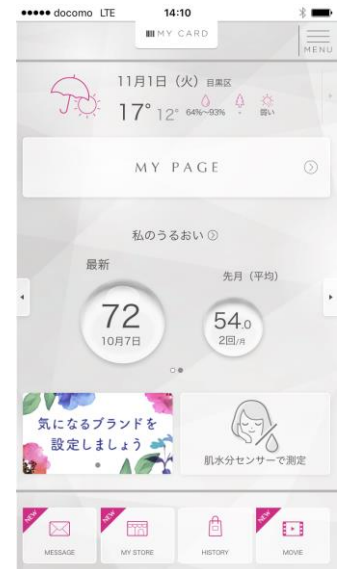 docomo LTE 14:10
MY CARD
MENU
11月1日（火）目黒区
17° 12° 64%~93% - 弱い
MY PAGE
私のうるおい
最新
先月（平均）
72
10月7日
54.0
2回/月
気になるブランドを
設定しましょう
肌水分センサーで測定
NEW NEW NEW
MESSAGE MY STORE HISTORY MOVIE